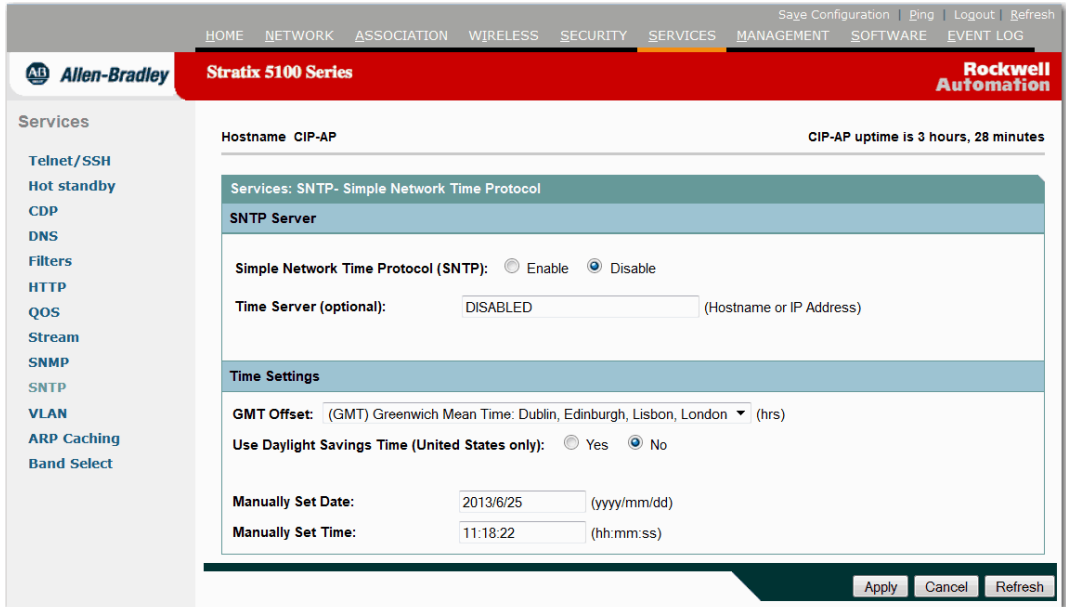 Save Configuration | Ping | Logout | Refresh
HOME NETWORK ASSOCIATION WIRELESS SECURITY SERVICES MANAGEMENT SOFTWARE EVENT LOG
AB Allen-Bradley Stratix 5100 Series Rockwell Automation
Services
Hostname CIP-AP CIP-AP uptime is 3 hours, 28 minutes
Telnet/SSH
Hot standby
CDP
DNS
Filters
HTTP
QOS
Stream
SNMP
SNTP
VLAN
ARP Caching
Band Select
Services: SNTP- Simple Network Time Protocol
SNTP Server
Simple Network Time Protocol (SNTP): Enable Disable
Time Server (optional): DISABLED (Hostname or IP Address)
Time Settings
GMT Offset: (GMT) Greenwich Mean Time: Dublin, Edinburgh, Lisbon, London (hrs)
Use Daylight Savings Time (United States only): Yes No
Manually Set Date: 2013/6/25 (yyyy/mm/dd)
Manually Set Time: 11:18:22 (hh:mm:ss)
Apply Cancel Refresh